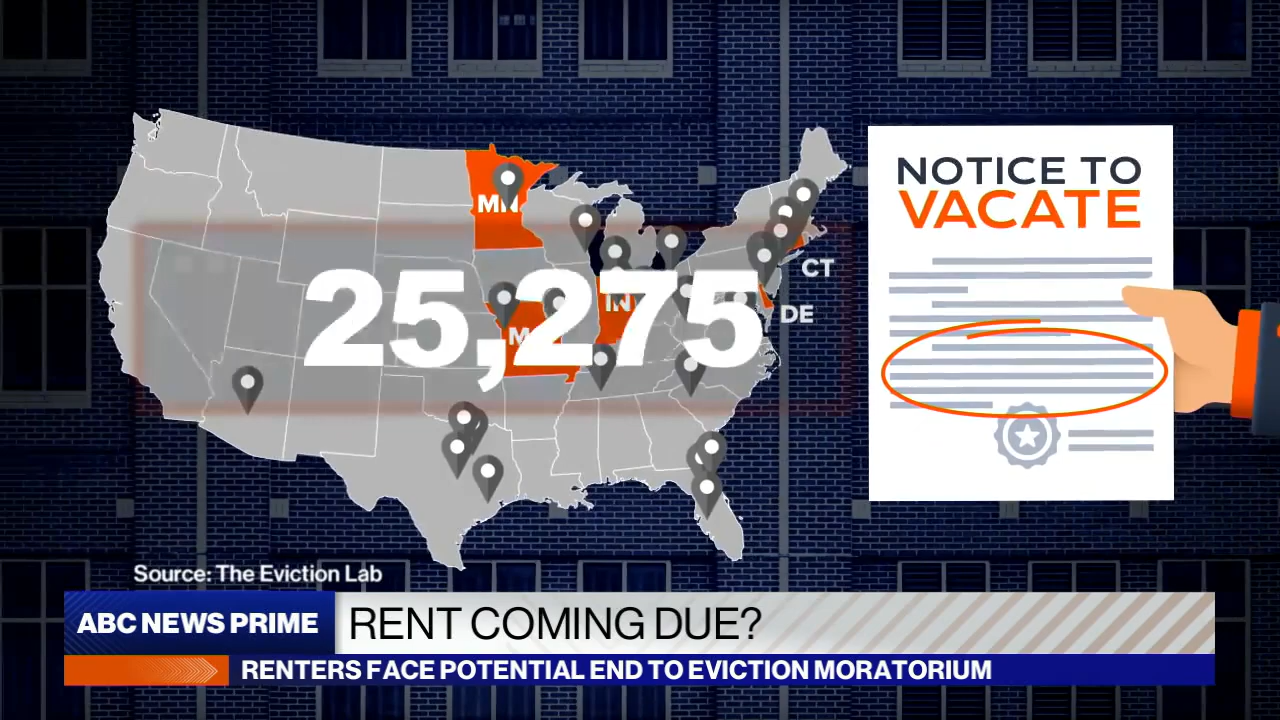 NOTICE TO
VACATE
MN
CT
IN
DE
25,275
Source: The Eviction Lab
ABC NEWS PRIME
RENT COMING DUE?
RENTERS FACE POTENTIAL END TO EVICTION MORATORIUM